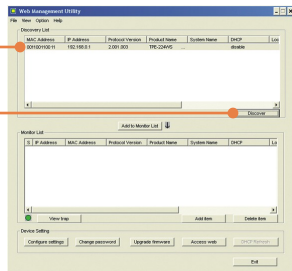 Web Management Utility
File View Option Help
Discovery List
MAC Address IP Address Protocol Version Product Name System Name DHCP Loc
001100110011 192.168.0.1 2.001.003 TPE-224WS ... disable
Discover
Add to Monitor List
Monitor List
S IP Address MAC Address Protocol Version Product Name System Name DHCP Lo
View trap Add item Delete item
Device Setting
Configure settings Change password Upgrade firmware Access web DHCP Refresh
Exit